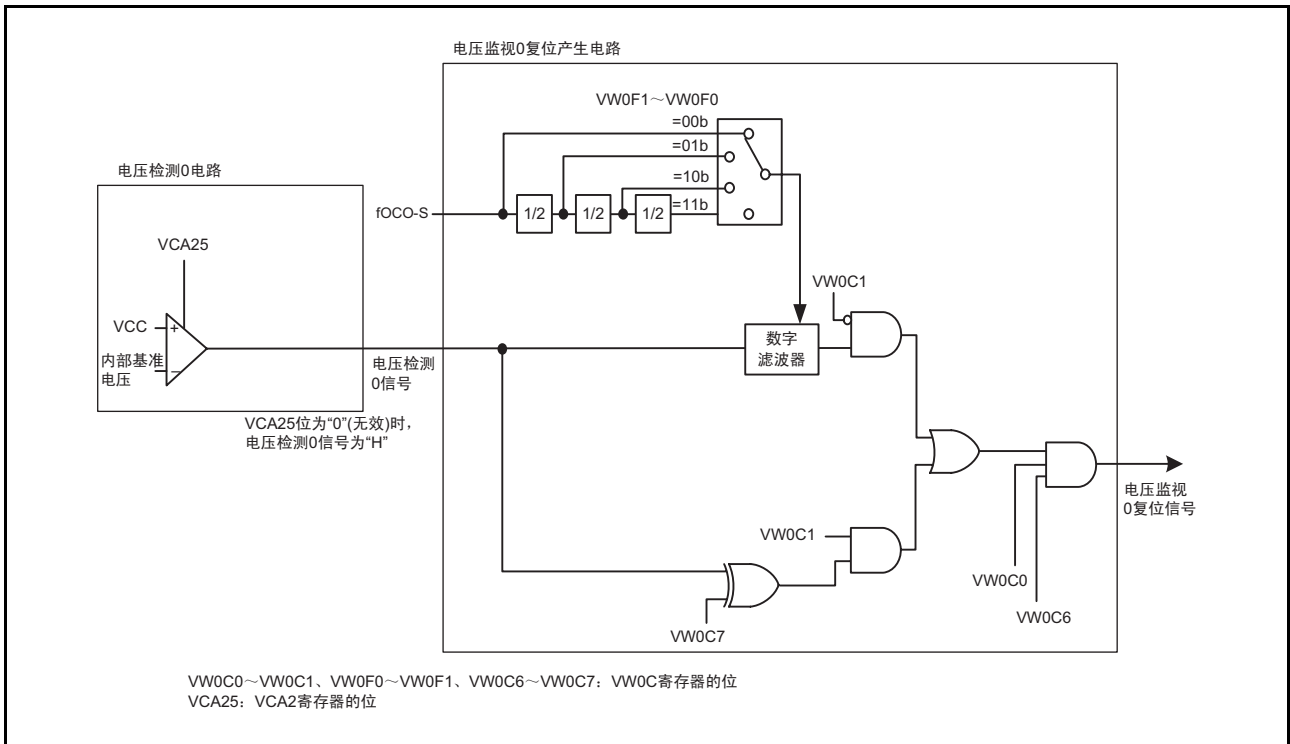 电压监视0复位产生电路
VW0F1～VW0F0
=00b
=01b
=10b
=11b
fOCO-S
1/2
1/2
1/2
电压检测0电路
VCA25
VCC
+
内部基准
电压
−
电压检测
0信号
VCA25位为“0”(无效)时，
电压检测0信号为“H”
数字
滤波器
VW0C1
VW0C1
VW0C7
VW0C0
VW0C6
电压监视
0复位信号
VW0C0～VW0C1、VW0F0～VW0F1、VW0C6～VW0C7：VW0C寄存器的位
VCA25：VCA2寄存器的位